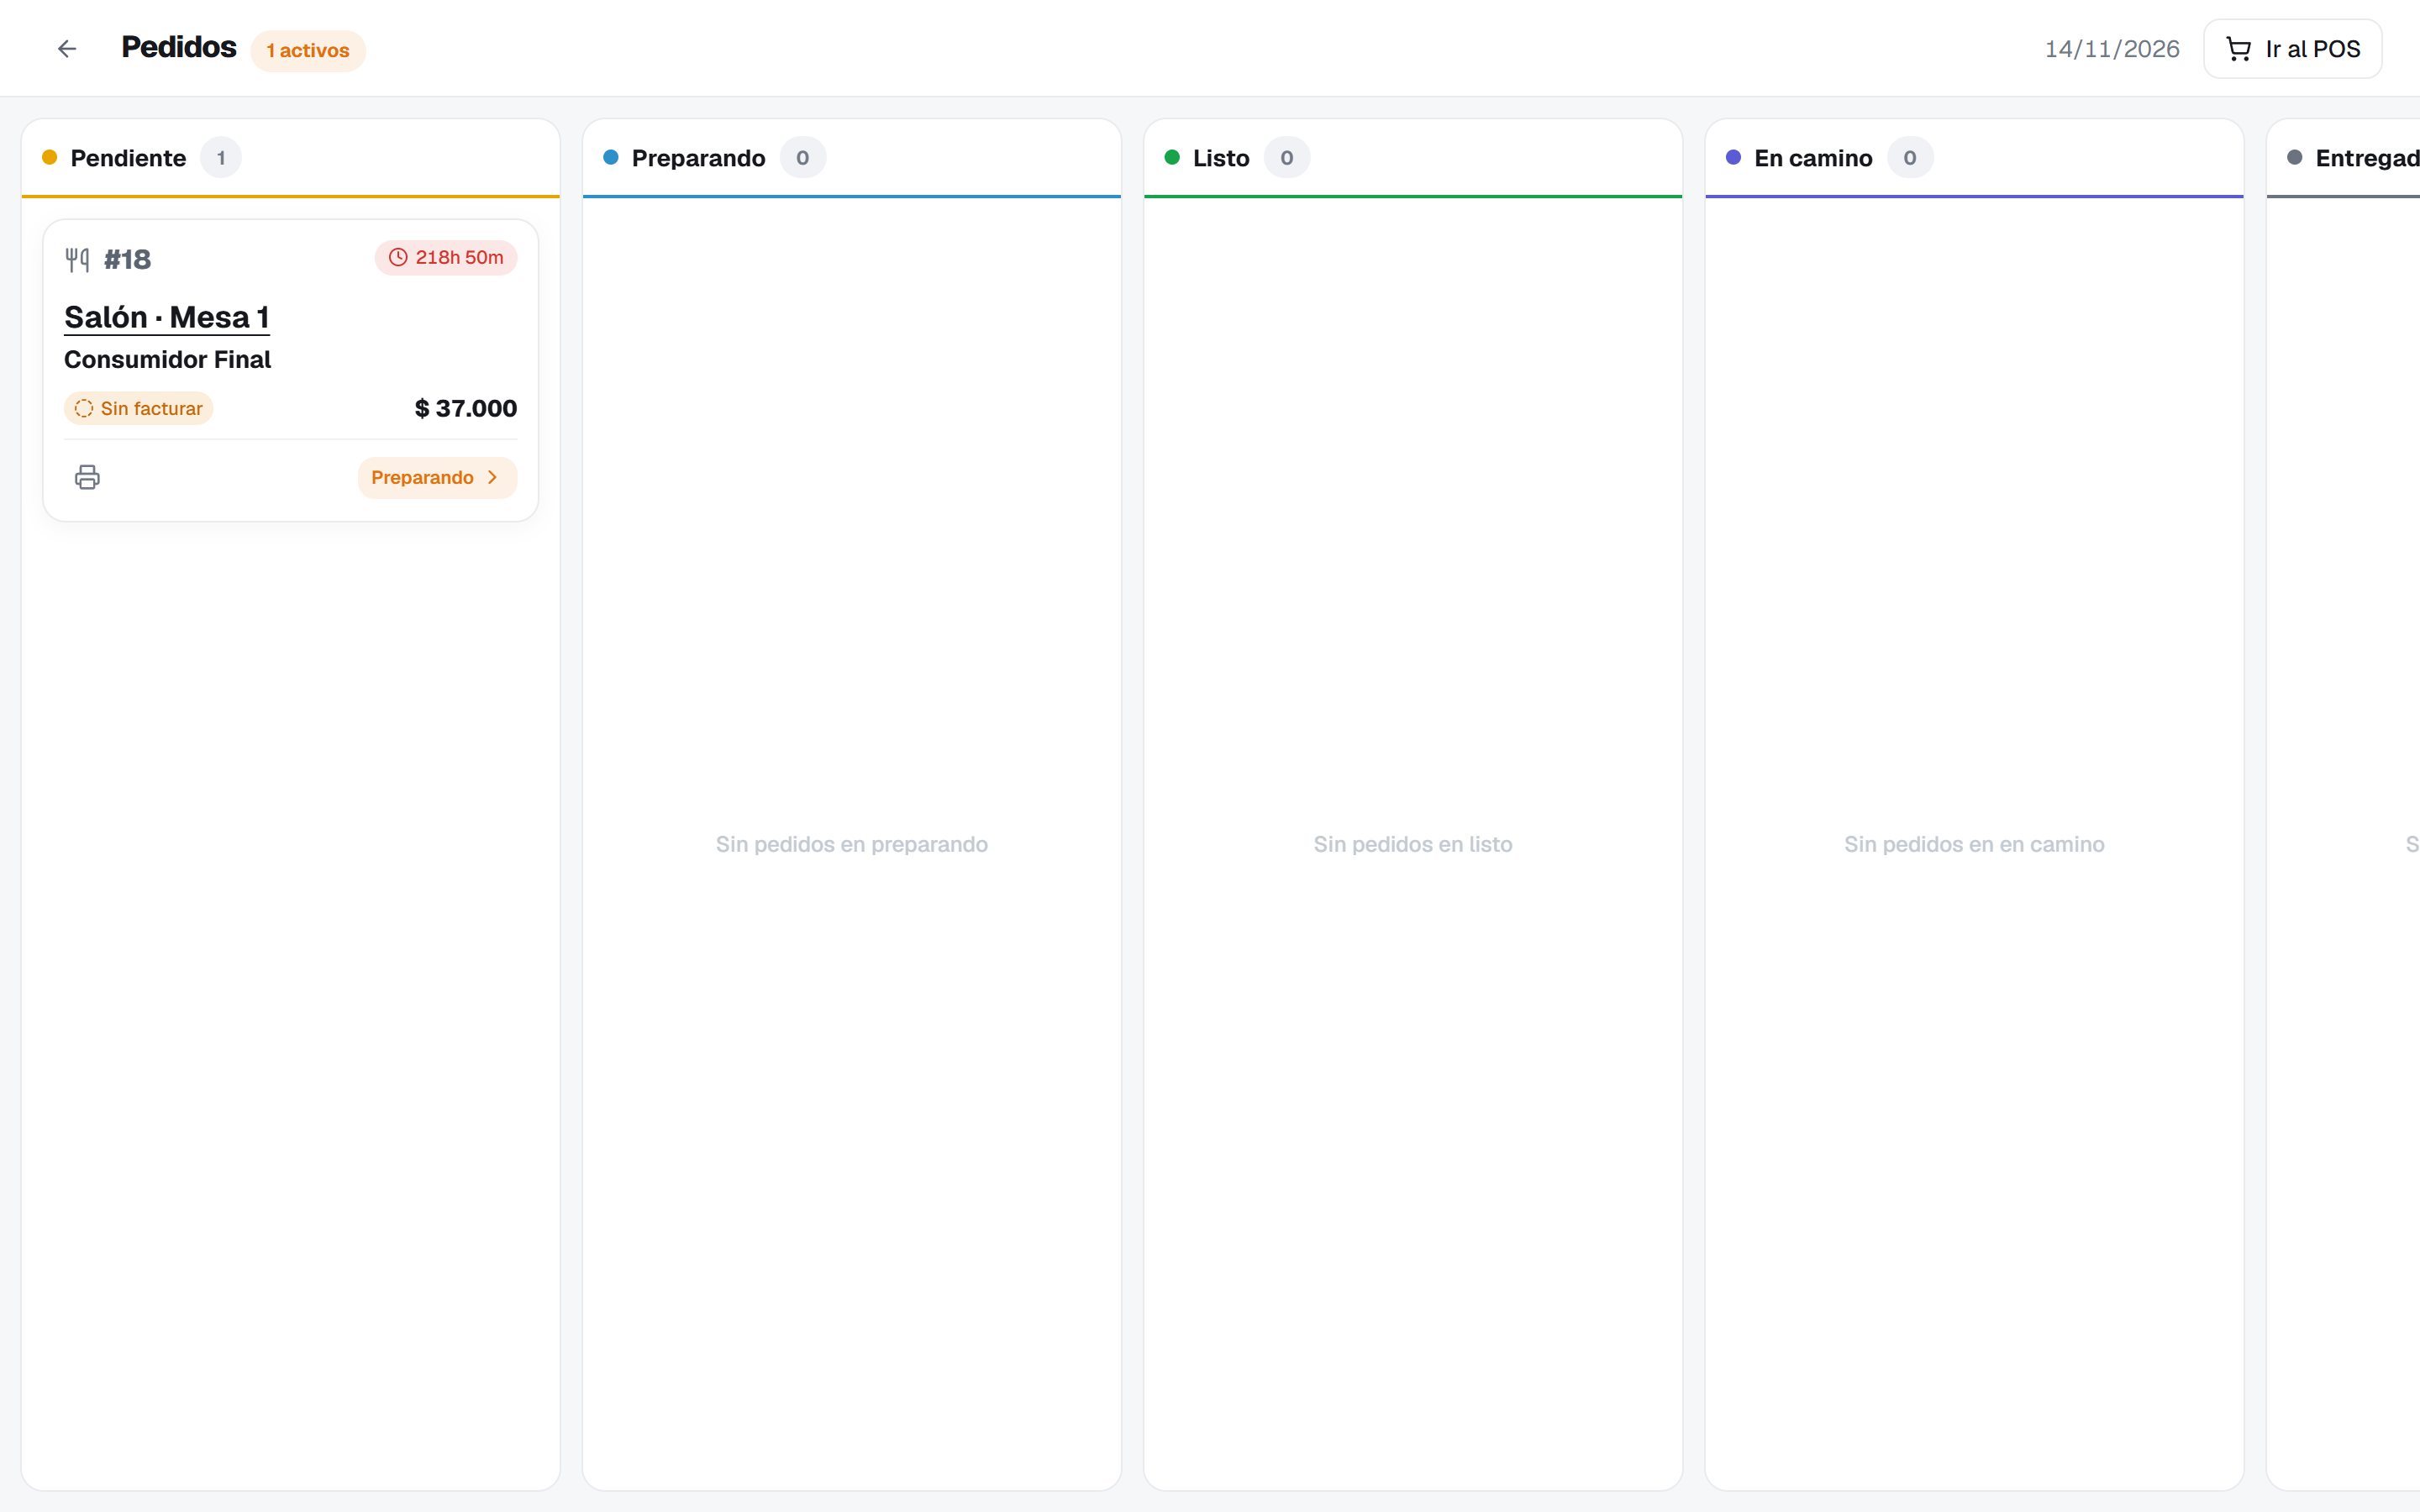 Pedidos 1 activos 14/11/2026 Ir al POS
Pendiente 1
#18 218h 50m
Salón · Mesa 1
Consumidor Final
Sin facturar $ 37.000
Preparando
Preparando 0
Sin pedidos en preparando
Listo 0
Sin pedidos en listo
En camino 0
Sin pedidos en en camino
Entregad
S